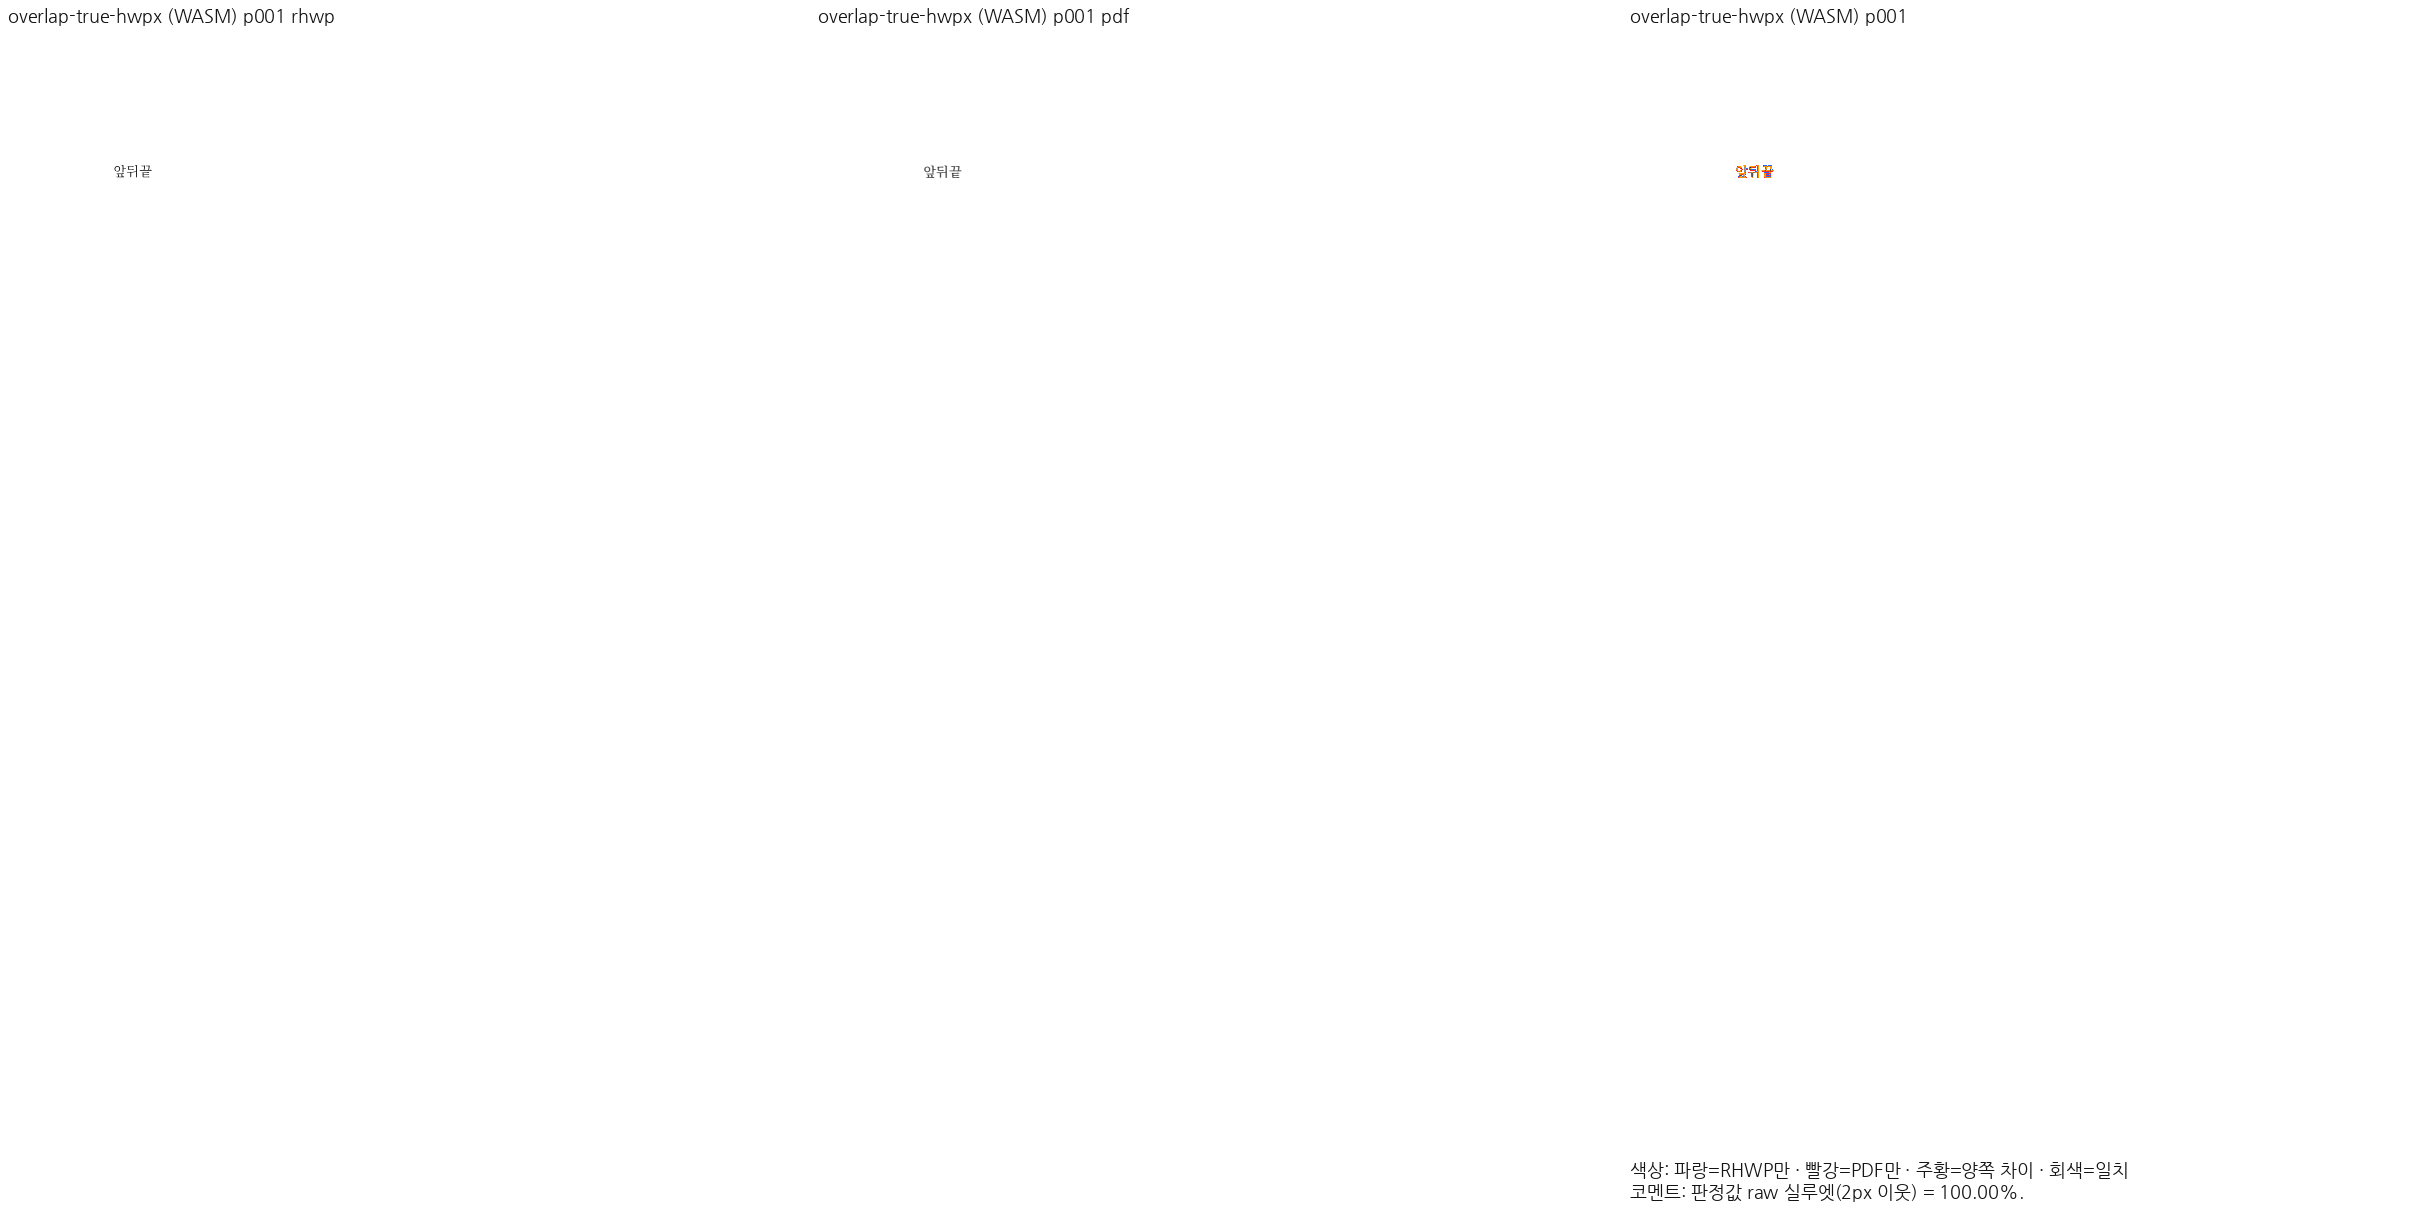 overlap-true-hwpx (WASM) p001 rhwp
앞뒤끝
overlap-true-hwpx (WASM) p001 pdf
앞뒤끝
overlap-true-hwpx (WASM) p001
앞뒤끝
색상: 파랑=RHWP만 · 빨강=PDF만 · 주황=양쪽 차이 · 회색=일치
코멘트: 판정값 raw 실루엣(2px 이웃) = 100.00%.